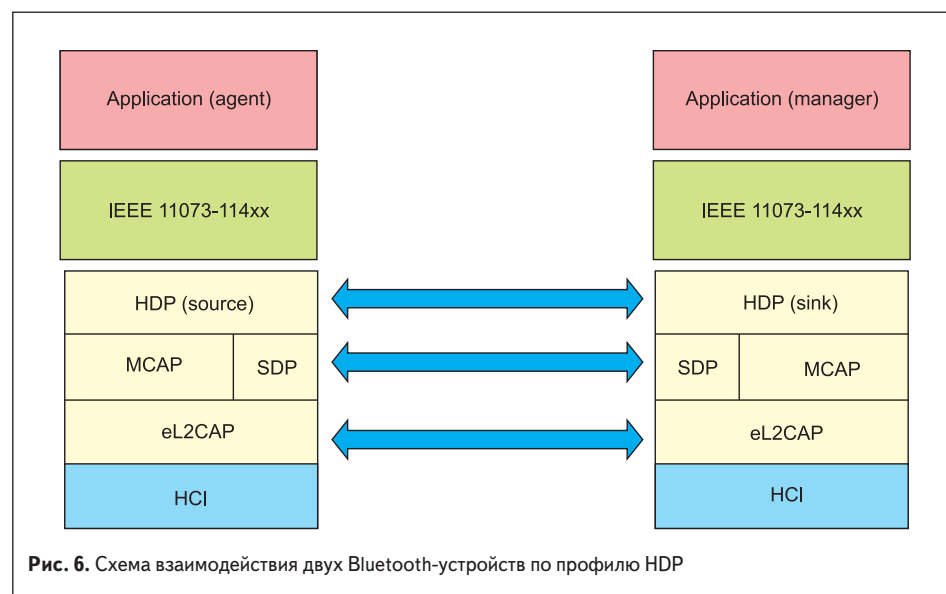 Application (agent)
Application (manager)
IEEE 11073-114xx
IEEE 11073-114xx
HDP (source)
HDP (sink)
MCAP
SDP
SDP
MCAP
eL2CAP
eL2CAP
HCI
HCI
Рис. 6. Схема взаимодействия двух Bluetooth-устройств по профилю HDP